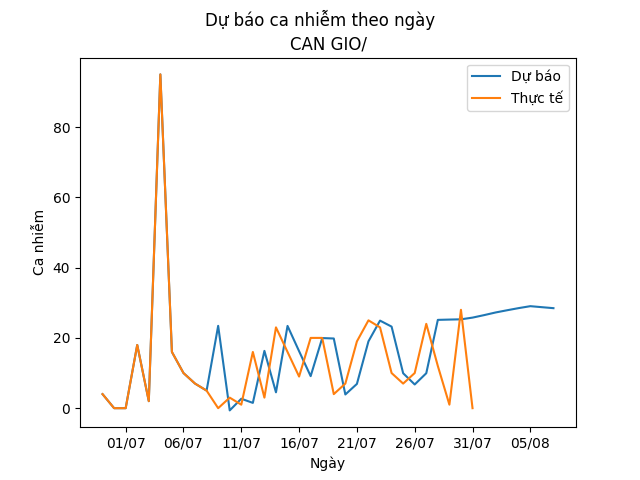 Dự báo ca nhiễm theo ngày
CAN GIO/
Dự báo
Thực tế
Ca nhiễm
80
60
40
20
0
01/07 06/07 11/07 16/07 21/07 26/07 31/07 05/08
Ngày